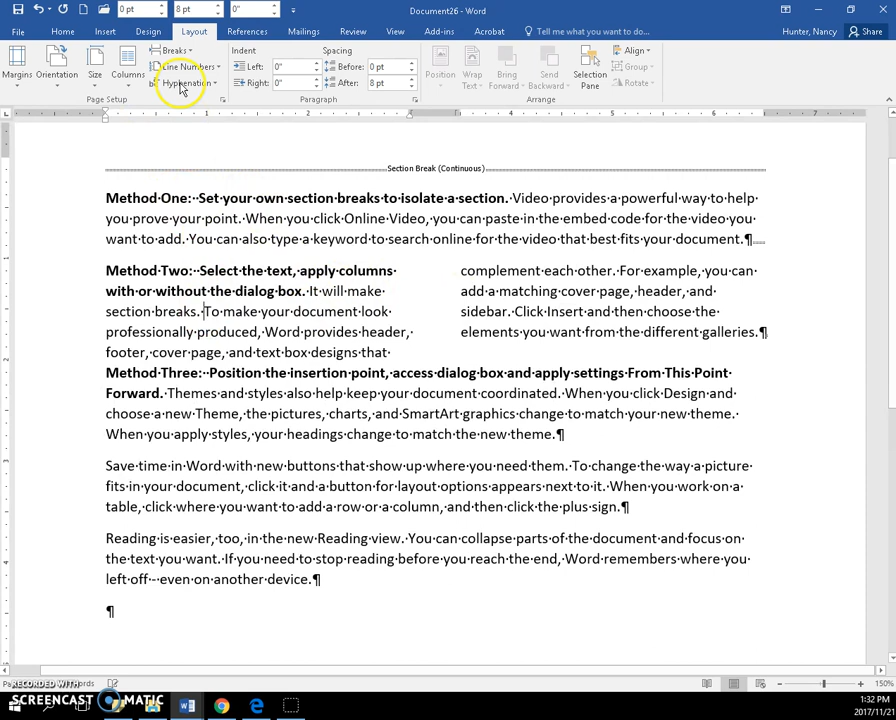 0 pt 8 pt 0" Document26 - Word
File Home Insert Design Layout References Mailings Review View Add-ins Acrobat Tell me what you want to do... Hunter, Nancy Share
Breaks Indent Spacing Align
Line Numbers Left: 0" Before: 0 pt Group
Hyphenation Right: 0" After: 8 pt Rotate
Margins Orientation Size Columns Position Wrap Text Bring Forward Send Backward Selection Pane
Page Setup Paragraph Arrange
1 2 3 4 5 6 7
Section Break (Continuous)
Method One: Set your own section breaks to isolate a section. Video provides a powerful way to help
you prove your point. When you click Online Video, you can paste in the embed code for the video you
want to add. You can also type a keyword to search online for the video that best fits your document.¶
Method Two: Select the text, apply columns
with or without the dialog box. It will make
section breaks. To make your document look
professionally produced, Word provides header,
footer, cover page, and text box designs that
complement each other. For example, you can
add a matching cover page, header, and
sidebar. Click Insert and then choose the
elements you want from the different galleries.¶
Method Three: Position the insertion point, access dialog box and apply settings From This Point
Forward. Themes and styles also help keep your document coordinated. When you click Design and
choose a new Theme, the pictures, charts, and SmartArt graphics change to match your new theme.
When you apply styles, your headings change to match the new theme.¶
Save time in Word with new buttons that show up where you need them. To change the way a picture
fits in your document, click it and a button for layout options appears next to it. When you work on a
table, click where you want to add a row or a column, and then click the plus sign.¶
Reading is easier, too, in the new Reading view. You can collapse parts of the document and focus on
the text you want. If you need to stop reading before you reach the end, Word remembers where you
left off -- even on another device.¶
¶
RECORDED WITH
SCREENCAST MATIC
150%
1:32 PM
2017/11/21